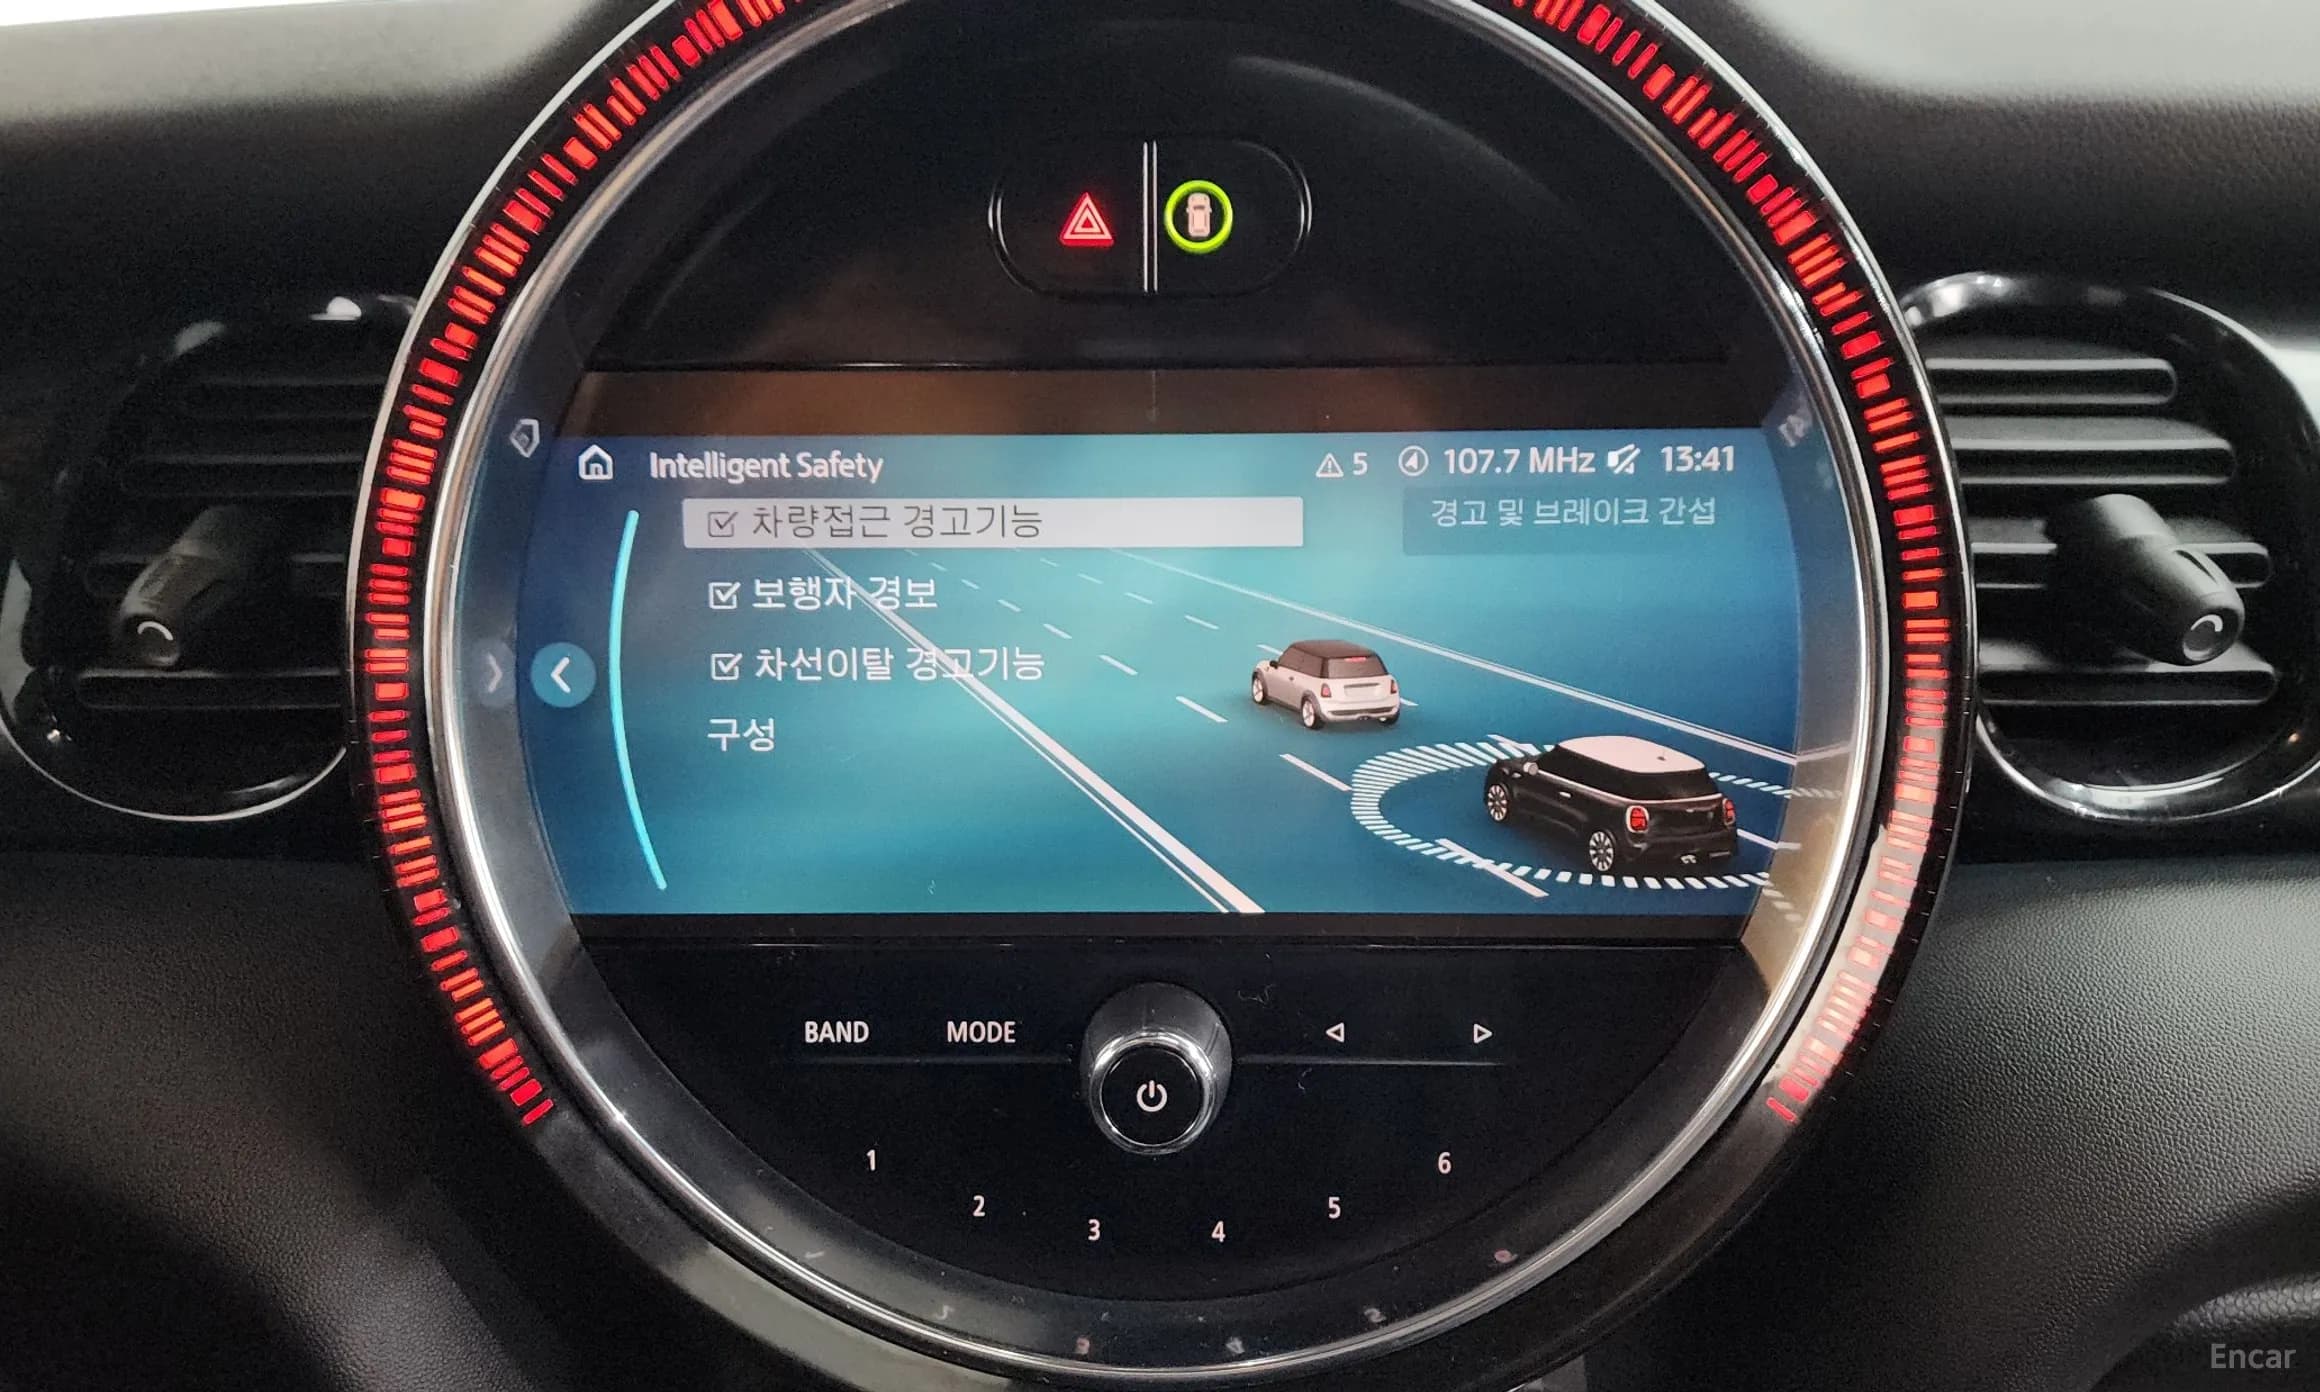 Intelligent Safety
5 107.7 MHz 13:41
차량접근 경고기능
경고 및 브레이크 간섭
보행자 경보
차선이탈 경고기능
구성
BAND MODE
1 2 3 4 5 6
Encar